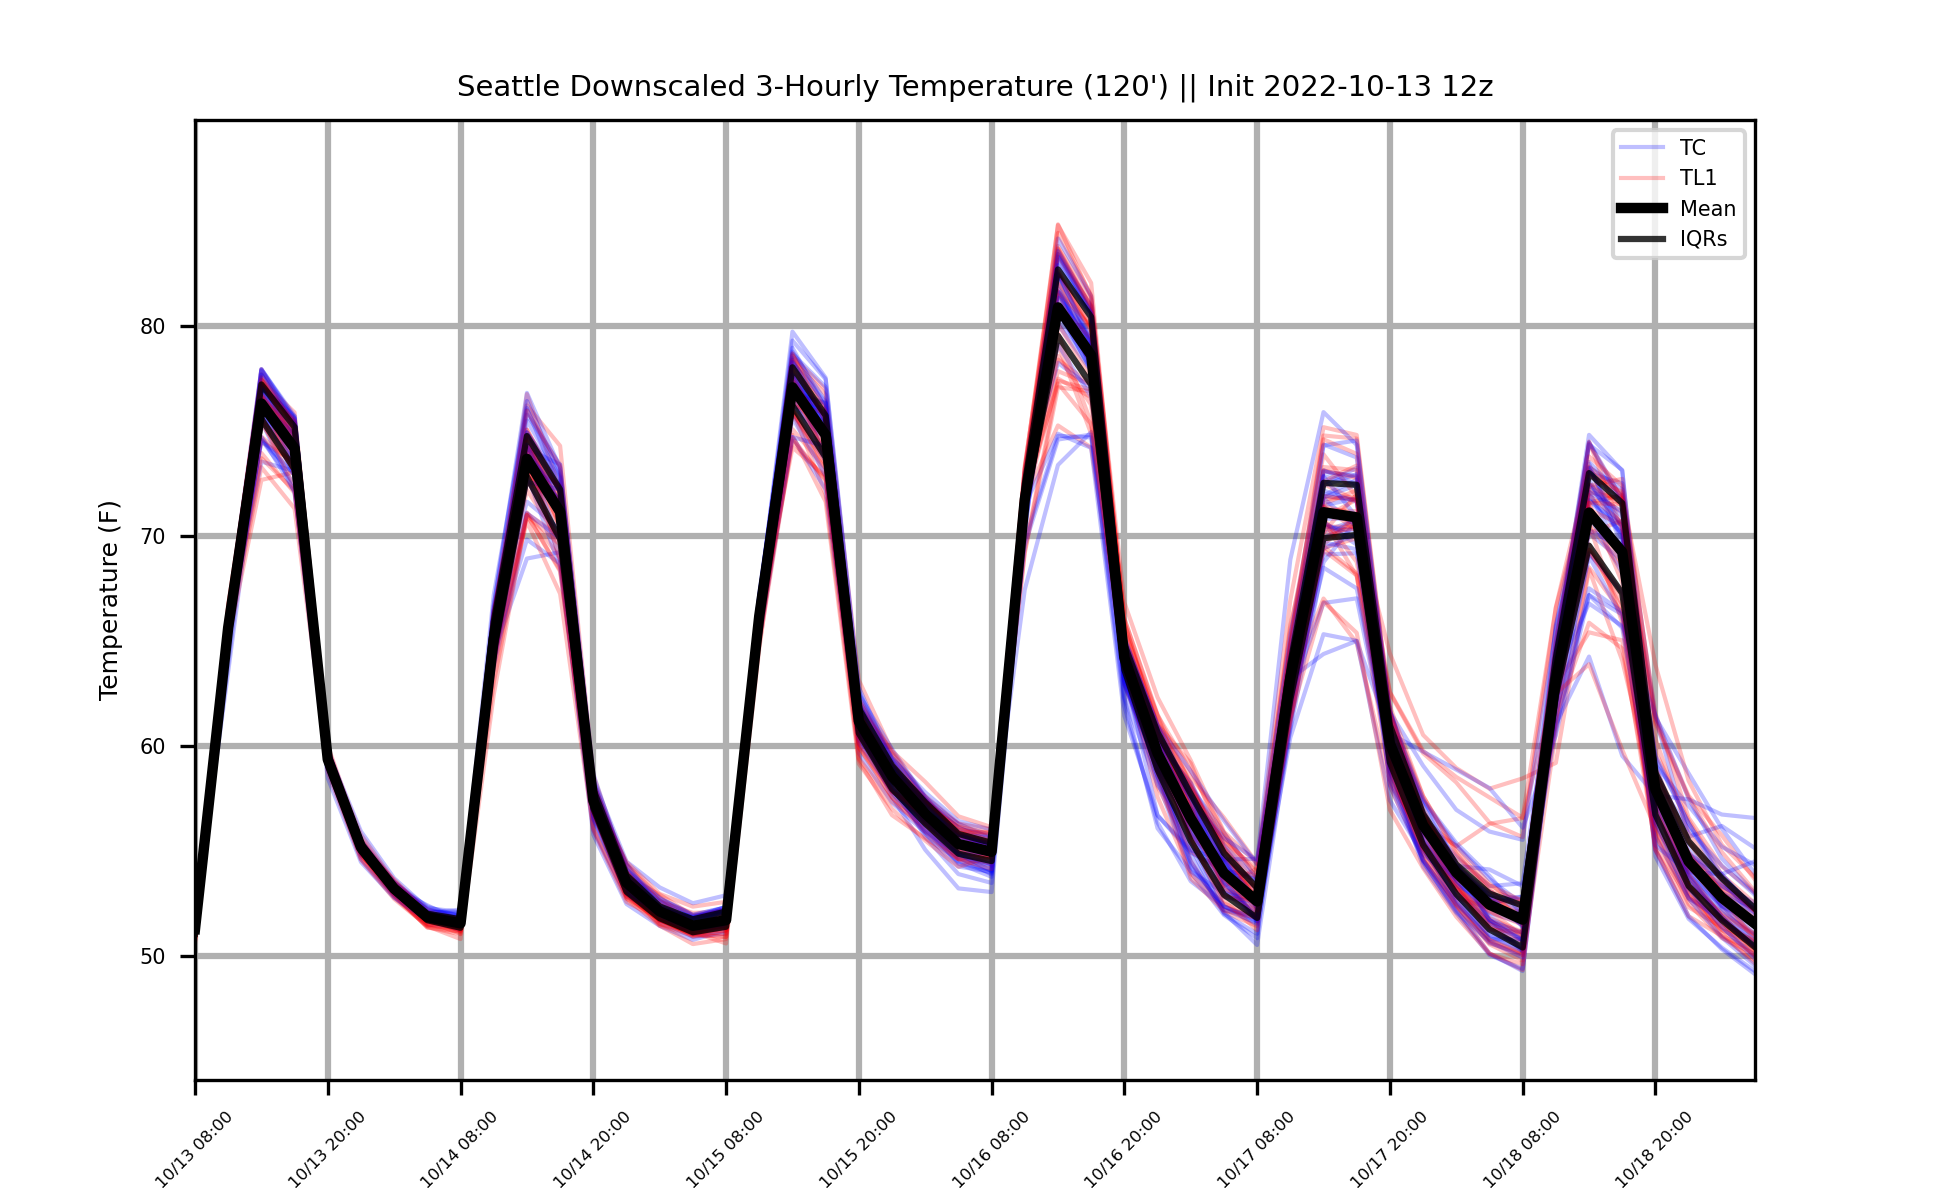 Seattle Downscaled 3-Hourly Temperature (120') || Init 2022-10-13 12z
TC
TL1
Mean
IQRs
Temperature (F)
80
70
60
50
10/13 08:00
10/13 20:00
10/14 08:00
10/14 20:00
10/15 08:00
10/15 20:00
10/16 08:00
10/16 20:00
10/17 08:00
10/17 20:00
10/18 08:00
10/18 20:00